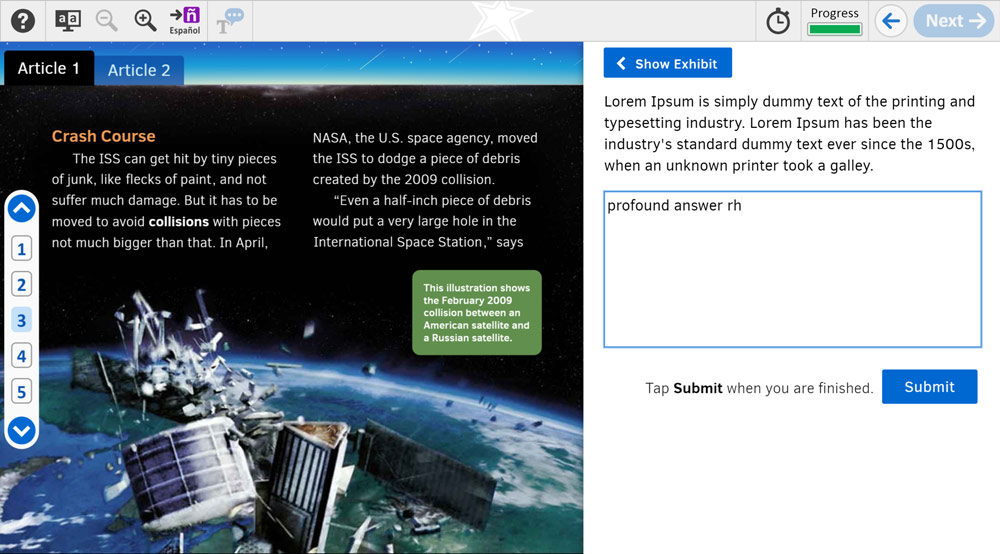 ?
a a
ñ
Español
T
Progress
Next
Article 1
Article 2
Crash Course
The ISS can get hit by tiny pieces
of junk, like flecks of paint, and not
suffer much damage. But it has to be
moved to avoid collisions with pieces
not much bigger than that. In April,
NASA, the U.S. space agency, moved
the ISS to dodge a piece of debris
created by the 2009 collision.
“Even a half-inch piece of debris
would put a very large hole in the
International Space Station,” says
This illustration shows
the February 2009
collision between an
American satellite and
a Russian satellite.
1
2
3
4
5
Show Exhibit
Lorem Ipsum is simply dummy text of the printing and
typesetting industry. Lorem Ipsum has been the
industry's standard dummy text ever since the 1500s,
when an unknown printer took a galley.
profound answer rh
Tap Submit when you are finished.
Submit